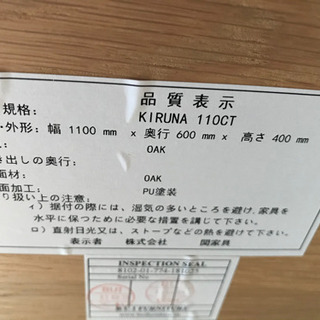 品質表示
規格: KIRUNA 110CT
・外形: 幅 1100 mm x 奥行 600 mm x 高さ 400 mm
OAK
き出しの奥行:
面材: OAK
面加工: PU塗装
り扱い上の注意:
イ) 据付の際には、湿気の多いところを避け、家具を
水平に保つために必要な措置を講じて下さい。
ロ) 直射日光又は、ストーブなどの熱を避けて下さい。
表示者 株式会社 関家具
INSPECTION SEAL
8102-01-774-181025
Serial No